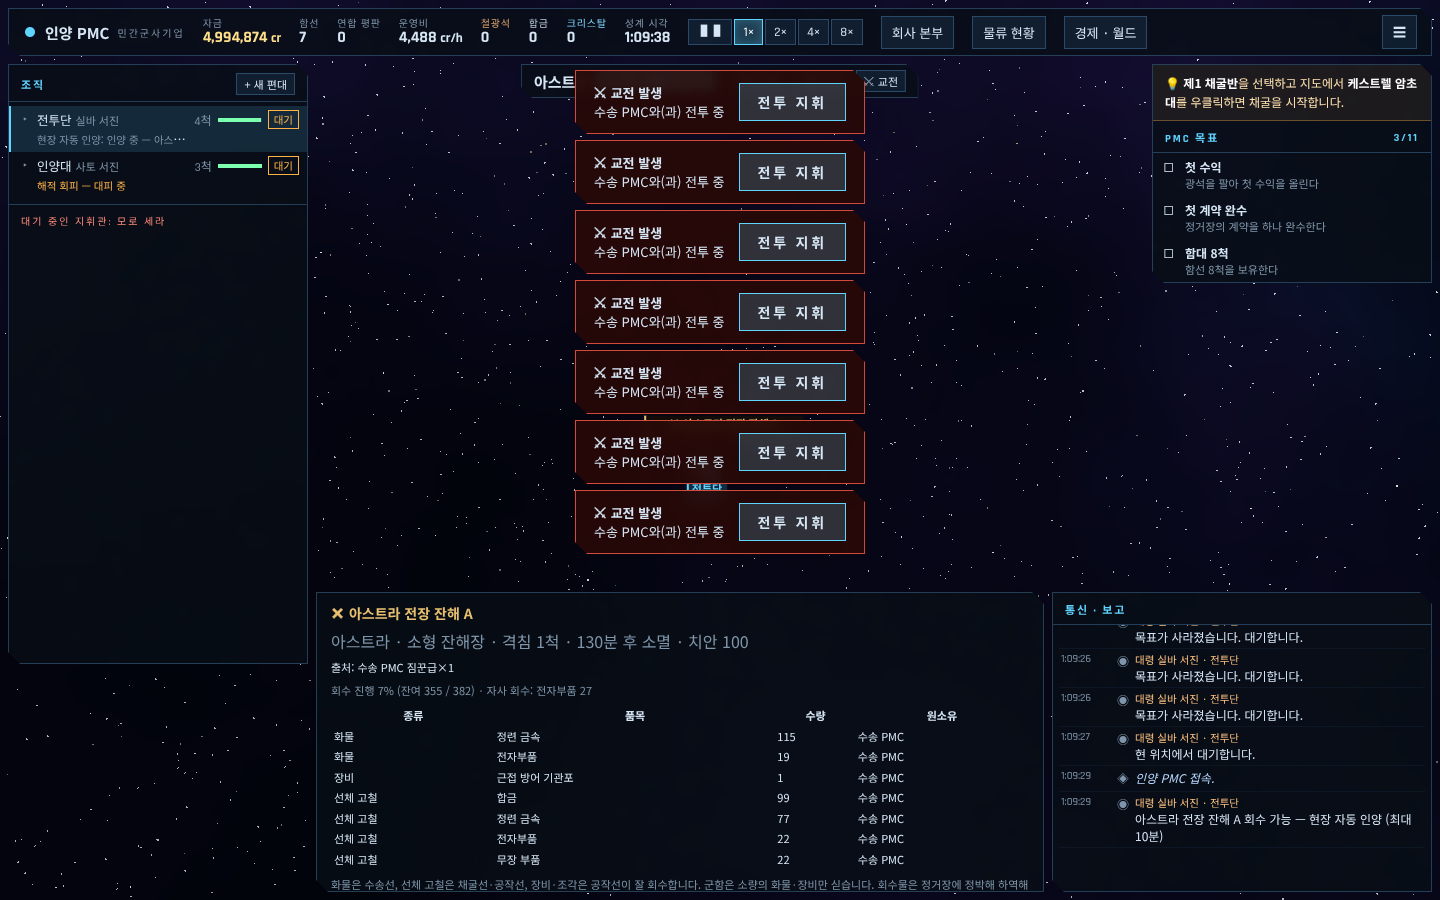 인양 PMC 민간군사기업
자금 4,994,874 cr
함선 7
연합 평판 0
운영비 4,488 cr/h
철광석 0
합금 0
크리스탈 0
성계 시각 1:09:38
1× 2× 4× 8×
회사 본부
물류 현황
경제 · 월드
조직
+ 새 편대
전투단 실바 서진 4척 대기
현장 자동 인양: 인양 중 — 아스…
인양대 사토 서진 3척 대기
해적 회피 — 대피 중
대기 중인 지휘관: 모로 세라
아스트
⚔ 교전
⚔ 교전 발생
수송 PMC와(과) 전투 중
전투 지휘
⚔ 교전 발생
수송 PMC와(과) 전투 중
전투 지휘
⚔ 교전 발생
수송 PMC와(과) 전투 중
전투 지휘
⚔ 교전 발생
수송 PMC와(과) 전투 중
전투 지휘
⚔ 교전 발생
수송 PMC와(과) 전투 중
전투 지휘
⚔ 교전 발생
수송 PMC와(과) 전투 중
전투 지휘
전투단
⚔ 교전 발생
수송 PMC와(과) 전투 중
전투 지휘
💡 제1 채굴반을 선택하고 지도에서 케스트렐 암초
대를 우클릭하면 채굴을 시작합니다.
PMC 목표 3/11
☐ 첫 수익
광석을 팔아 첫 수익을 올린다
☐ 첫 계약 완수
정거장의 계약을 하나 완수한다
☐ 함대 8척
함선 8척을 보유한다
✖ 아스트라 전장 잔해 A
아스트라 · 소형 잔해장 · 격침 1척 · 130분 후 소멸 · 치안 100
출처: 수송 PMC 짐꾼급×1
회수 진행 7% (잔여 355 / 382) · 자사 회수: 전자부품 27
종류 품목 수량 원소유
화물 정련 금속 115 수송 PMC
화물 전자부품 19 수송 PMC
장비 근접 방어 기관포 1 수송 PMC
선체 고철 합금 99 수송 PMC
선체 고철 정련 금속 77 수송 PMC
선체 고철 전자부품 22 수송 PMC
선체 고철 무장 부품 22 수송 PMC
화물은 수송선, 선체 고철은 채굴선·공작선, 장비·조각은 공작선이 잘 회수합니다. 군함은 소량의 화물·장비만 싣습니다. 회수물은 정거장에 정박해 하역해
통신 · 보고
목표가 사라졌습니다. 대기합니다.
1:09:26 ◉ 대령 실바 서진 · 전투단
목표가 사라졌습니다. 대기합니다.
1:09:26 ◉ 대령 실바 서진 · 전투단
목표가 사라졌습니다. 대기합니다.
1:09:27 ◉ 대령 실바 서진 · 전투단
현 위치에서 대기합니다.
1:09:29 ◈ 인양 PMC 접속.
1:09:29 ◉ 대령 실바 서진 · 전투단
아스트라 전장 잔해 A 회수 가능 — 현장 자동 인양 (최대
10분)